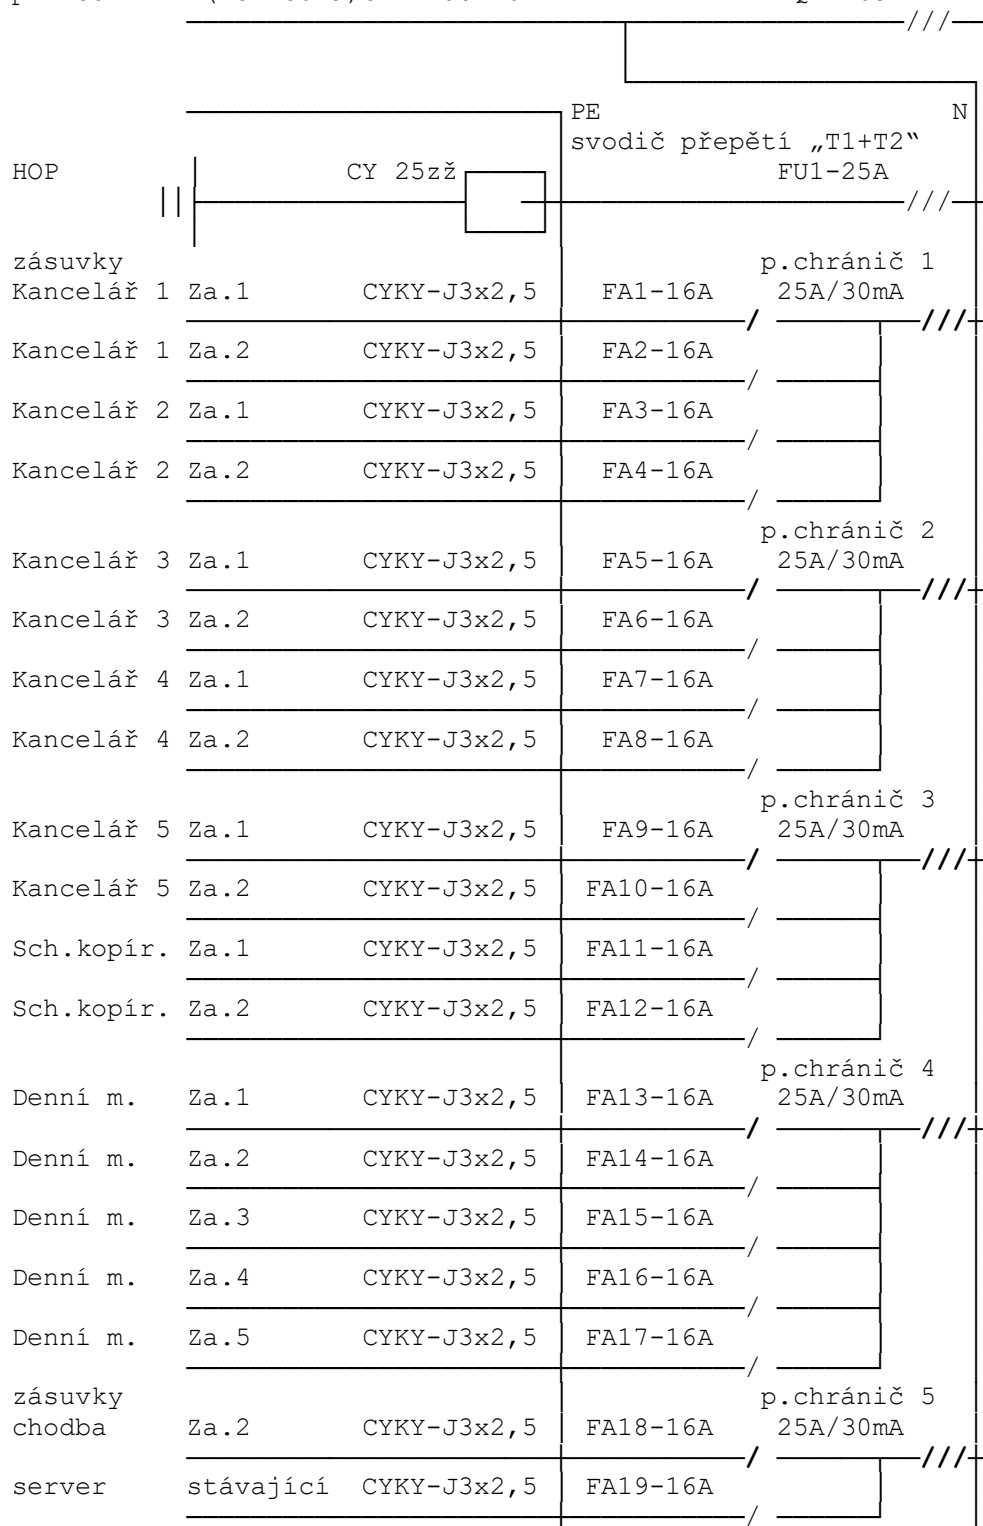 PE N
svodič přepětí „T1+T2“
HOP CY 25zž FU1-25A
zásuvky p.chránič 1
Kancelář 1 Za.1 CYKY-J3x2,5 FA1-16A 25A/30mA
Kancelář 1 Za.2 CYKY-J3x2,5 FA2-16A
Kancelář 2 Za.1 CYKY-J3x2,5 FA3-16A
Kancelář 2 Za.2 CYKY-J3x2,5 FA4-16A
p.chránič 2
Kancelář 3 Za.1 CYKY-J3x2,5 FA5-16A 25A/30mA
Kancelář 3 Za.2 CYKY-J3x2,5 FA6-16A
Kancelář 4 Za.1 CYKY-J3x2,5 FA7-16A
Kancelář 4 Za.2 CYKY-J3x2,5 FA8-16A
p.chránič 3
Kancelář 5 Za.1 CYKY-J3x2,5 FA9-16A 25A/30mA
Kancelář 5 Za.2 CYKY-J3x2,5 FA10-16A
Sch.kopír. Za.1 CYKY-J3x2,5 FA11-16A
Sch.kopír. Za.2 CYKY-J3x2,5 FA12-16A
p.chránič 4
Denní m. Za.1 CYKY-J3x2,5 FA13-16A 25A/30mA
Denní m. Za.2 CYKY-J3x2,5 FA14-16A
Denní m. Za.3 CYKY-J3x2,5 FA15-16A
Denní m. Za.4 CYKY-J3x2,5 FA16-16A
Denní m. Za.5 CYKY-J3x2,5 FA17-16A
zásuvky p.chránič 5
chodba Za.2 CYKY-J3x2,5 FA18-16A 25A/30mA
server stávající CYKY-J3x2,5 FA19-16A